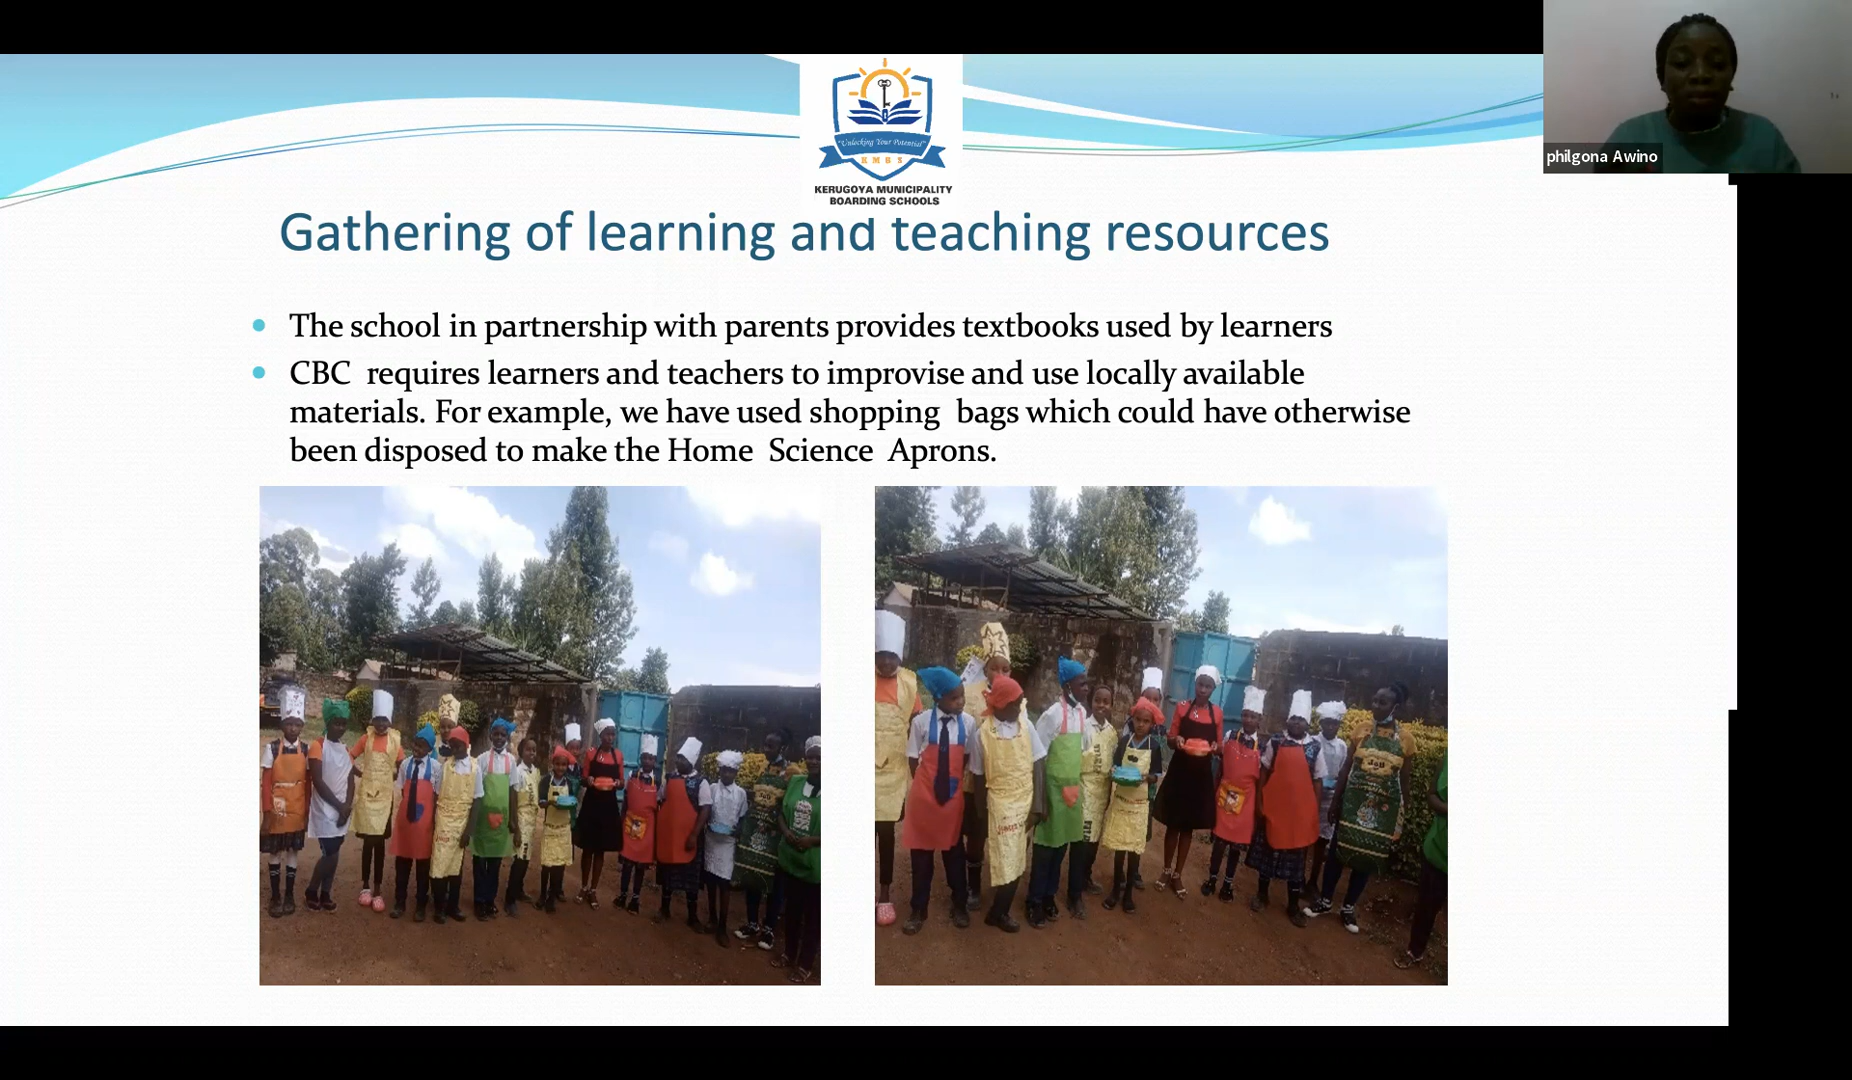 philgona Awino
"Unlocking Your Potential"
K M B S
KERUGOYA MUNICIPALITY
BOARDING SCHOOLS
Gathering of learning and teaching resources
The school in partnership with parents provides textbooks used by learners
CBC requires learners and teachers to improvise and use locally available
materials. For example, we have used shopping bags which could have otherwise
been disposed to make the Home Science Aprons.